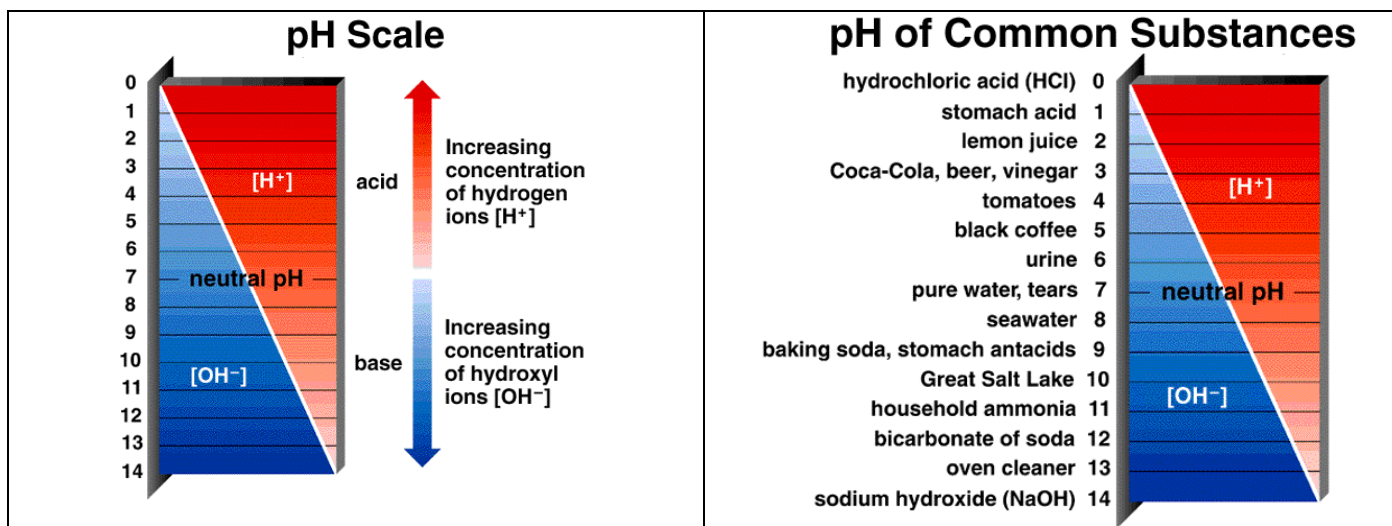 pH Scale
0
1
2
3
4
5
6
7
8
9
10
11
12
13
14
[H⁺]
neutral pH
[OH⁻]
acid
base
Increasing
concentration
of hydrogen
ions [H⁺]
Increasing
concentration
of hydroxyl
ions [OH⁻]
pH of Common Substances
hydrochloric acid (HCl) 0
stomach acid 1
lemon juice 2
Coca-Cola, beer, vinegar 3
tomatoes 4
black coffee 5
urine 6
pure water, tears 7
seawater 8
baking soda, stomach antacids 9
Great Salt Lake 10
household ammonia 11
bicarbonate of soda 12
oven cleaner 13
sodium hydroxide (NaOH) 14
[H⁺]
neutral pH
[OH⁻]